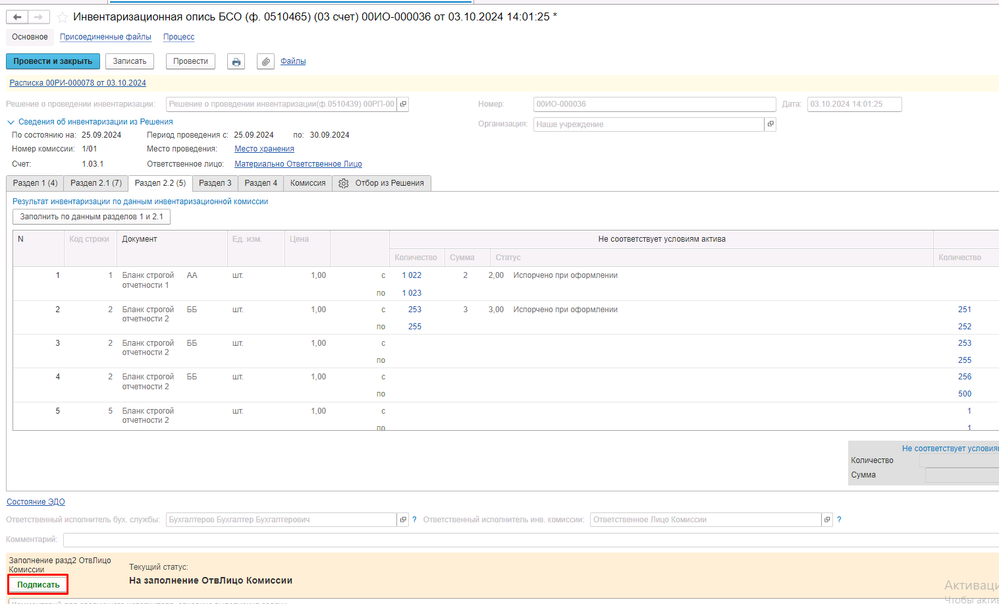 Инвентаризационная опись БСО (ф. 0510465) (03 счет) 00ИО-000036 от 03.10.2024 14:01:25 *
Основное Присоединенные файлы Процесс
Провести и закрыть Записать Провести Файлы
Расписка 00РИ-000078 от 03.10.2024
Решение о проведении инвентаризации: Решение о проведении инвентаризации(ф.0510439) 00РП-00 Номер: 00ИО-000036 Дата: 03.10.2024 14:01:25
Сведения об инвентаризации из Решения Организация: Наше учреждение
По состоянию на: 25.09.2024 Период проведения с: 25.09.2024 по: 30.09.2024
Номер комиссии: 1/01 Место проведения: Место хранения
Счет: 1.03.1 Ответственное лицо: Материально Ответственное Лицо
Раздел 1 (4) Раздел 2.1 (7) Раздел 2.2 (5) Раздел 3 Раздел 4 Комиссия Отбор из Решения
Результат инвентаризации по данным инвентаризационной комиссии
Заполнить по данным разделов 1 и 2.1
N Код строки Документ Ед. изм. Цена Не соответствует условиям актива
Количество Сумма Статус Количество
1 1 Бланк строгой АА шт. 1,00 с 1 022 2 2,00 Испорчено при оформлении
отчетности 1 по 1 023
2 2 Бланк строгой ББ шт. 1,00 с 253 3 3,00 Испорчено при оформлении 251
отчетности 2 по 255 252
3 2 Бланк строгой ББ шт. 1,00 с 253
отчетности 2 по 255
4 2 Бланк строгой ББ шт. 1,00 с 256
отчетности 2 по 500
5 5 Бланк строгой шт. 1,00 с 1
отчетности 2 по 1
Не соответствует условиям
Количество
Сумма
Состояние ЭДО
Ответственный исполнитель бух. службы: Бухгалтеров Бухгалтер Бухгалтерович ? Ответственный исполнитель инв. комиссии: Ответственное Лицо Комиссии ?
Комментарий:
Заполнение разд2 ОтвЛицо
Комиссии Текущий статус:
Подписать На заполнение ОтвЛицо Комиссии
Активаци
Чтобы акти